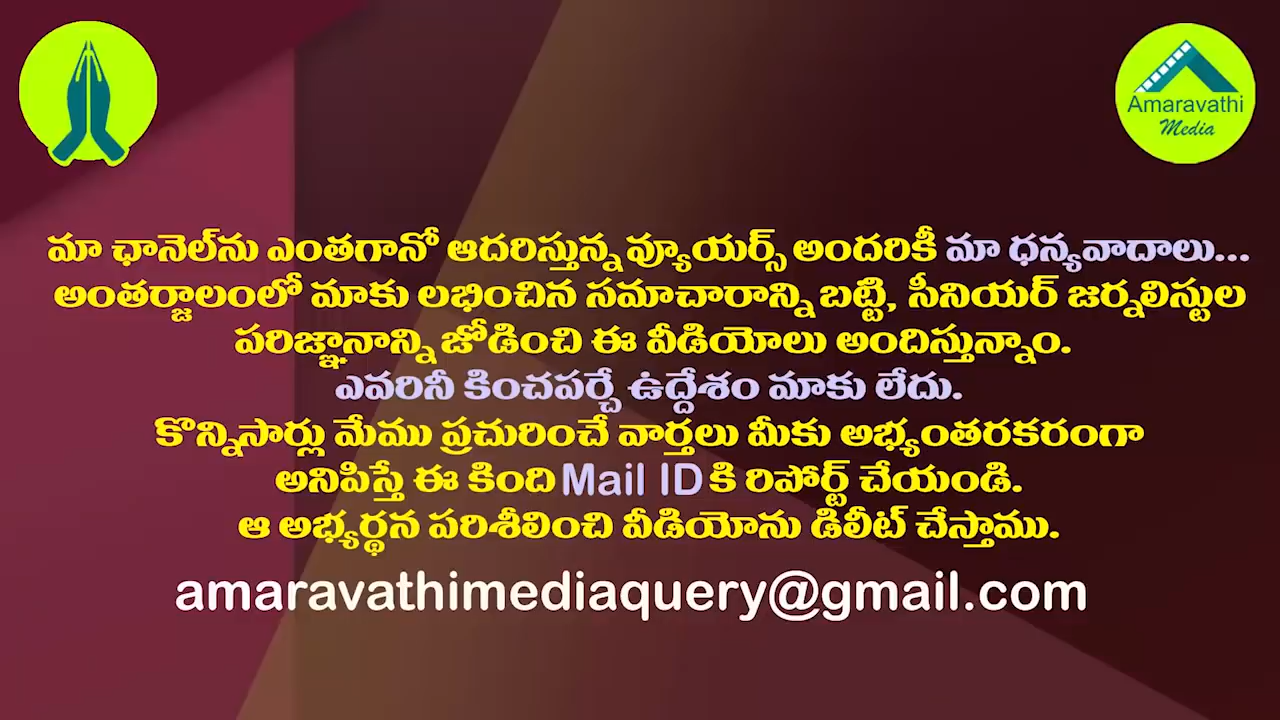 Amaravathi
Media
మా ఛానెల్‌ను ఎంతగానో ఆదరిస్తున్న వ్యూయర్స్ అందరికీ మా ధన్యవాదాలు...
అంతర్జాలంలో మాకు లభించిన సమాచారాన్ని బట్టి, సీనియర్ జర్నలిస్టుల
పరిజ్ఞానాన్ని జోడించి ఈ వీడియోలు అందిస్తున్నాం.
ఎవరినీ కించపర్చే ఉద్దేశం మాకు లేదు.
కొన్నిసార్లు మేము ప్రచురించే వార్తలు మీకు అభ్యంతరకరంగా
అనిపిస్తే ఈ కింది Mail ID కి రిపోర్ట్ చేయండి.
ఆ అభ్యర్థన పరిశీలించి వీడియోను డిలీట్ చేస్తాము.
amaravathimediaquery@gmail.com